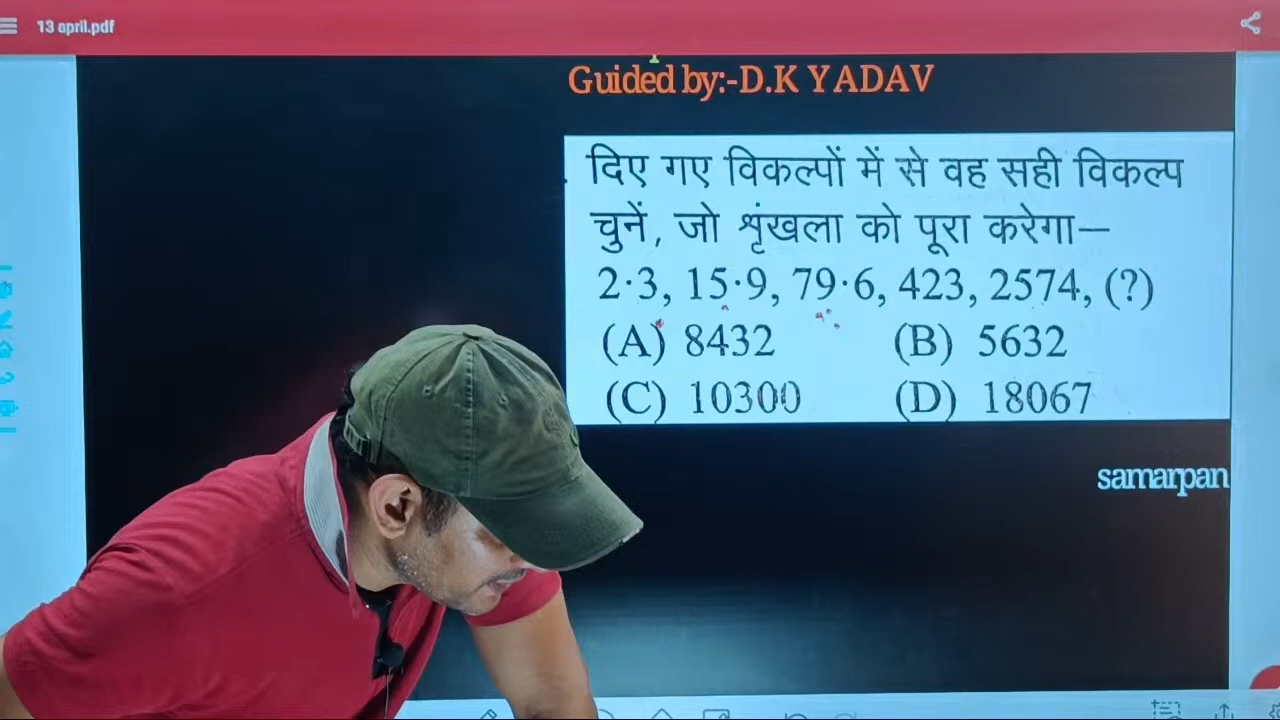 13 april.pdf
Guided by:-D.K YADAV
दिए गए विकल्पों में से वह सही विकल्प
चुनें, जो श्रृंखला को पूरा करेगा—
2·3, 15·9, 79·6, 423, 2574, (?)
(A) 8432 (B) 5632
(C) 10300 (D) 18067
samarpan